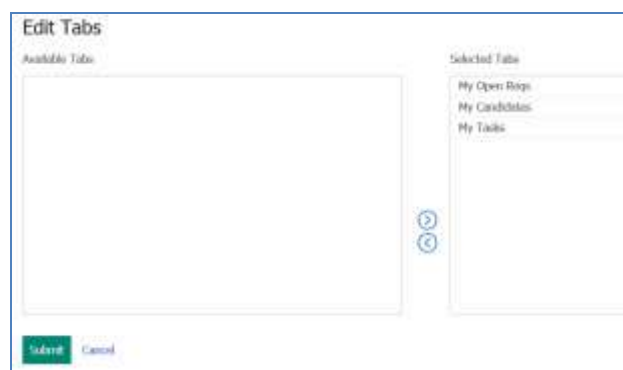 Edit Tabs
Available Tabs
Selected Tabs
My Open Reqs
My Candidates
My Tasks
Submit
Cancel